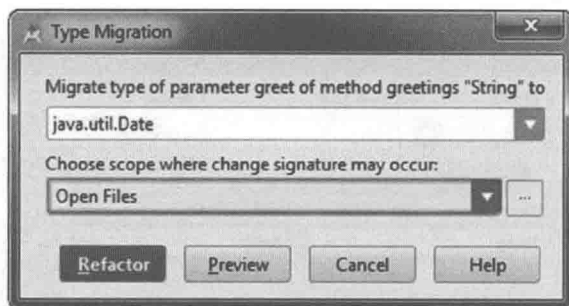 Type Migration
Migrate type of parameter greet of method greetings "String" to
java.util.Date
Choose scope where change signature may occur:
Open Files
...
Refactor Preview Cancel Help